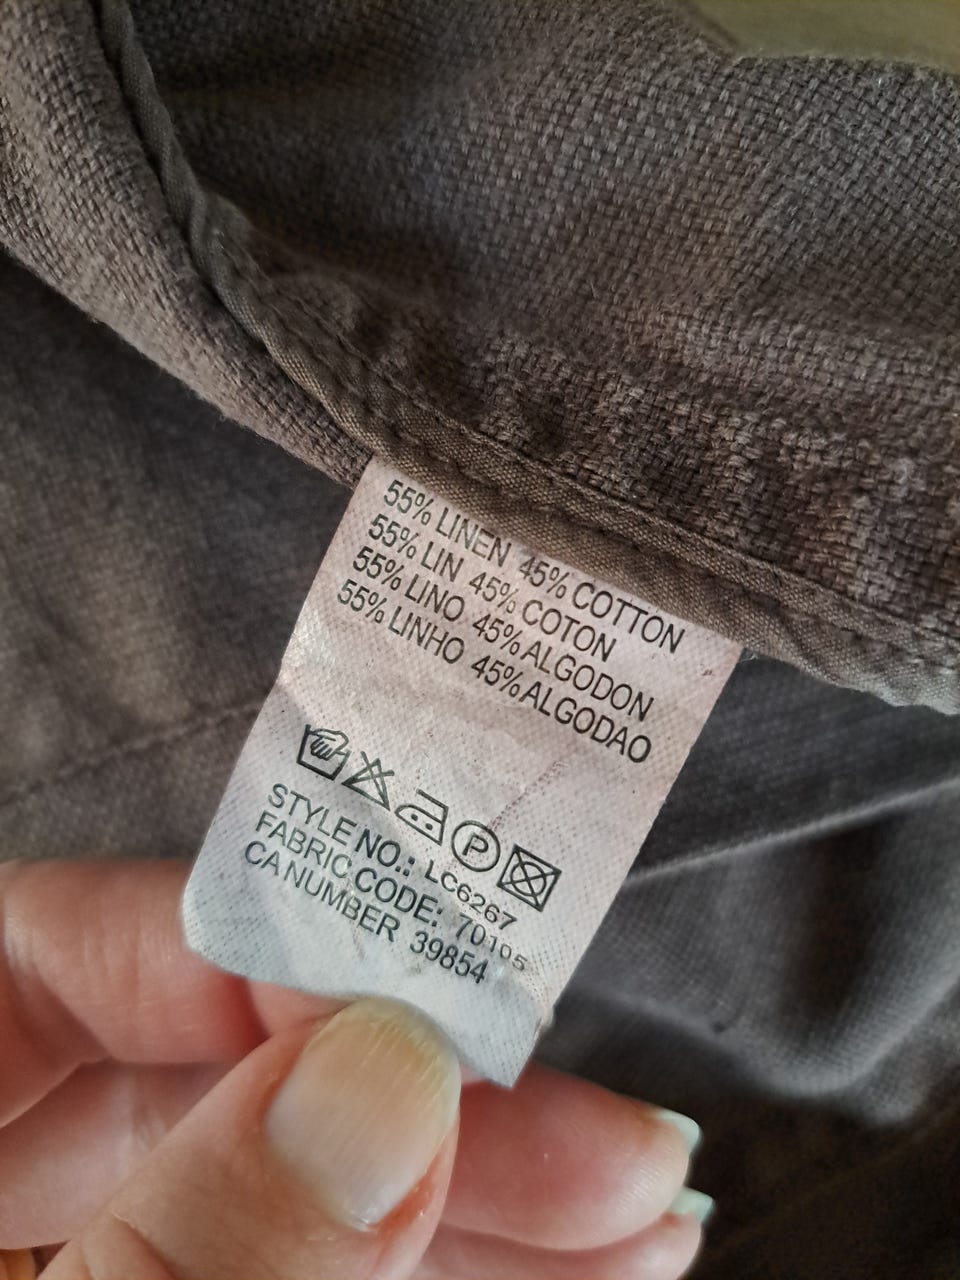 55% LINEN 45% COTTON
55% LIN 45% COTON
55% LINO 45% ALGODON
55% LINHO 45% ALGODAO
P
STYLE NO.: LC6267
FABRIC CODE: 70105
CA NUMBER 39854